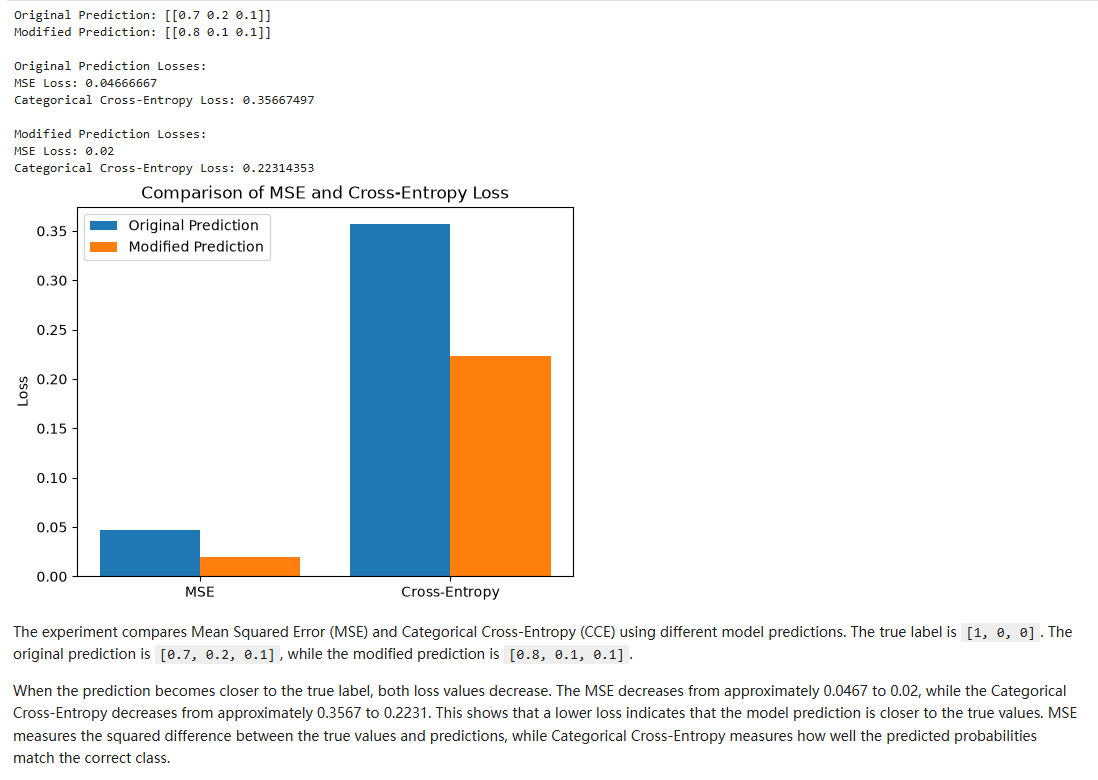 Original Prediction: [[0.7 0.2 0.1]]
Modified Prediction: [[0.8 0.1 0.1]]
Original Prediction Losses:
MSE Loss: 0.04666667
Categorical Cross-Entropy Loss: 0.35667497
Modified Prediction Losses:
MSE Loss: 0.02
Categorical Cross-Entropy Loss: 0.22314353
Comparison of MSE and Cross-Entropy Loss
Original Prediction
Modified Prediction
0.35
0.30
0.25
0.20
0.15
0.10
0.05
0.00
Loss
MSE
Cross-Entropy
The experiment compares Mean Squared Error (MSE) and Categorical Cross-Entropy (CCE) using different model predictions. The true label is [1, 0, 0]. The
original prediction is [0.7, 0.2, 0.1], while the modified prediction is [0.8, 0.1, 0.1].
When the prediction becomes closer to the true label, both loss values decrease. The MSE decreases from approximately 0.0467 to 0.02, while the Categorical
Cross-Entropy decreases from approximately 0.3567 to 0.2231. This shows that a lower loss indicates that the model prediction is closer to the true values. MSE
measures the squared difference between the true values and predictions, while Categorical Cross-Entropy measures how well the predicted probabilities
match the correct class.